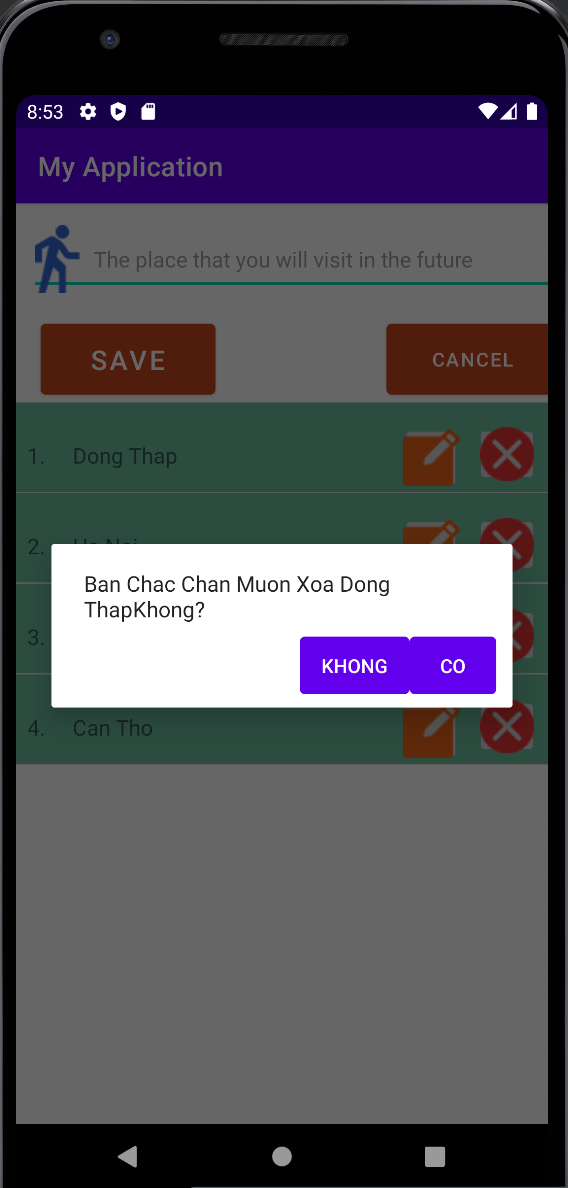 8:53
My Application
The place that you will visit in the future
SAVE
CANCEL
1. Dong Thap
2.
Ban Chac Chan Muon Xoa Dong
ThapKhong?
3.
KHONG
CO
4. Can Tho